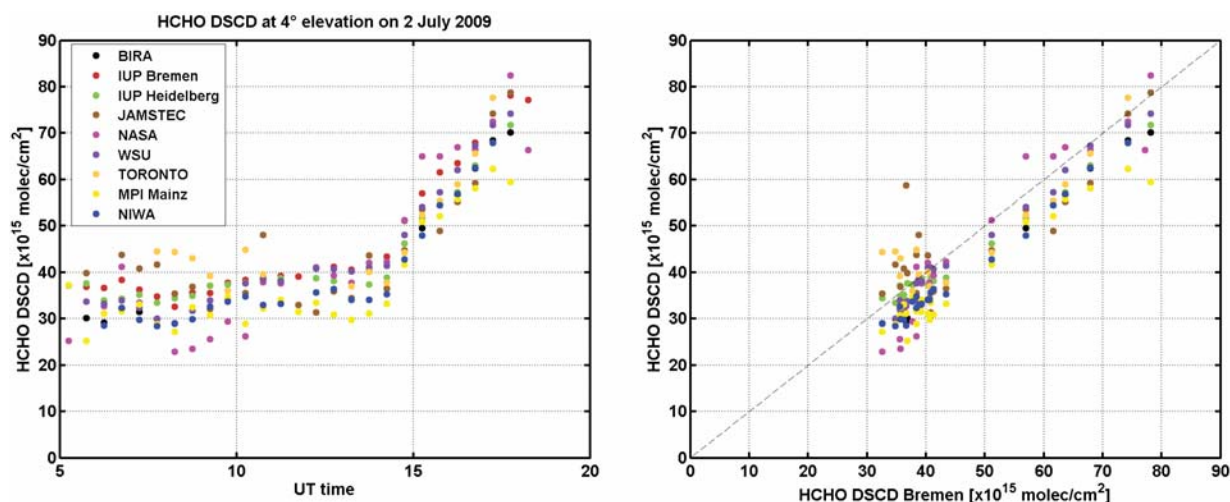 HCHO DSCD at 4° elevation on 2 July 2009
90
80
70
60
50
40
30
20
10
0
HCHO DSCD [x10¹⁵ molec/cm²]
BIRA
IUP Bremen
IUP Heidelberg
JAMSTEC
NASA
WSU
TORONTO
MPI Mainz
NIWA
5 10 15 20
UT time
90
80
70
60
50
40
30
20
10
0
HCHO DSCD [x10¹⁵ molec/cm²]
0 10 20 30 40 50 60 70 80 90
HCHO DSCD Bremen [x10¹⁵ molec/cm²]